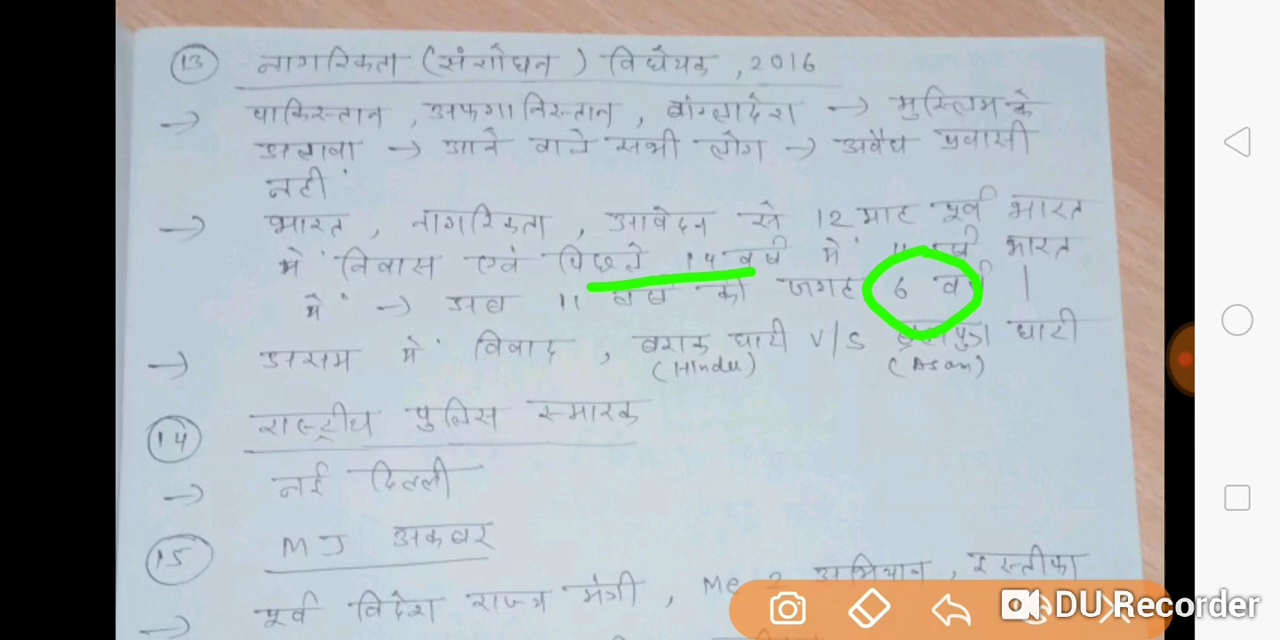 13 नागरिकता (संशोधन) विधेयक, 2016
→ पाकिस्तान, अफगानिस्तान, बांग्लादेश → मुस्लिम के
अलावा → आने वाले सभी लोग → अवैध प्रवासी
नहीं
→ भारत, नागरिकता, आवेदन से 12 माह पूर्व भारत
में निवास एवं पिछले 14 वर्ष में 11 वर्ष भारत
में → अब 11 वर्ष की जगह 6 वर्ष |
→ असम में विवाद, बराक घाटी V/S ब्रह्मपुत्रा घाटी
(Hindu) (Asam)
14 राष्ट्रीय पुलिस स्मारक
→ नई दिल्ली
15 MJ अकबर
→ पूर्व विदेश राज्य मंत्री, Me 2 अभियान, इस्तीफा
DU Recorder